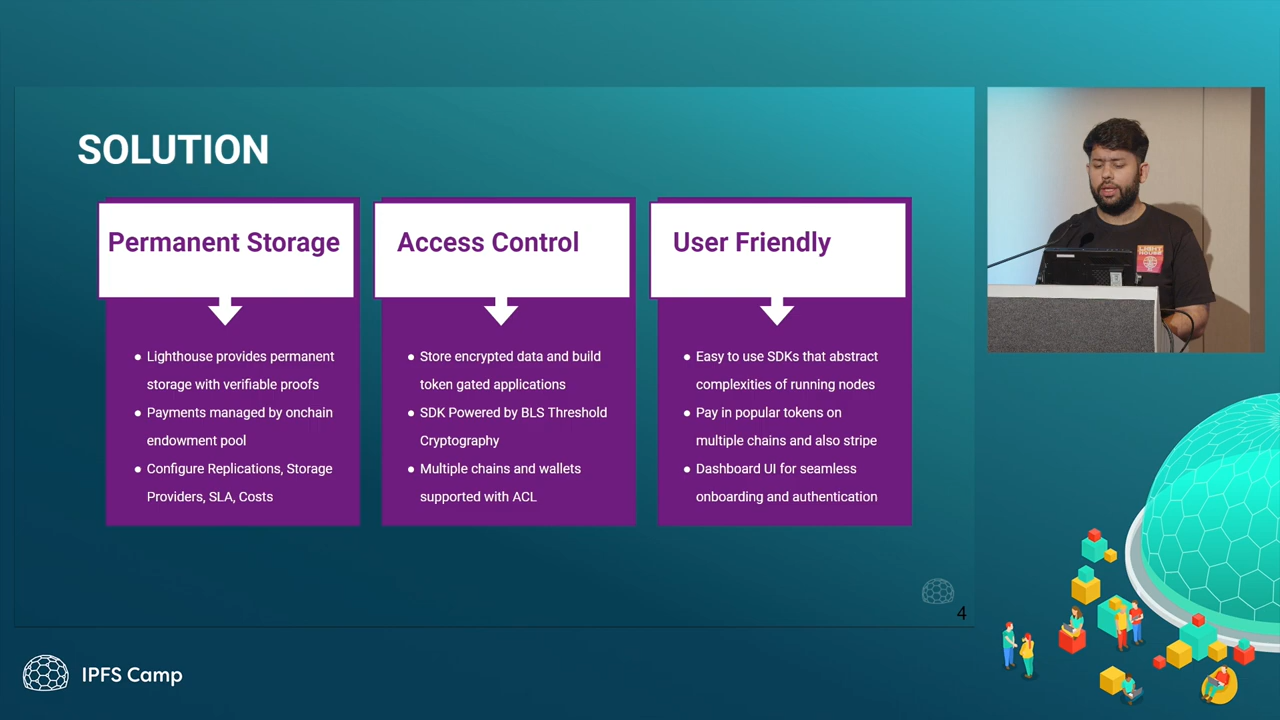 SOLUTION
Permanent Storage
Lighthouse provides permanent
storage with verifiable proofs
Payments managed by onchain
endowment pool
Configure Replications, Storage
Providers, SLA, Costs
Access Control
Store encrypted data and build
token gated applications
SDK Powered by BLS Threshold
Cryptography
Multiple chains and wallets
supported with ACL
User Friendly
Easy to use SDKs that abstract
complexities of running nodes
Pay in popular tokens on
multiple chains and also stripe
Dashboard UI for seamless
onboarding and authentication
4
LIGHT
HOUSE
IPFS Camp